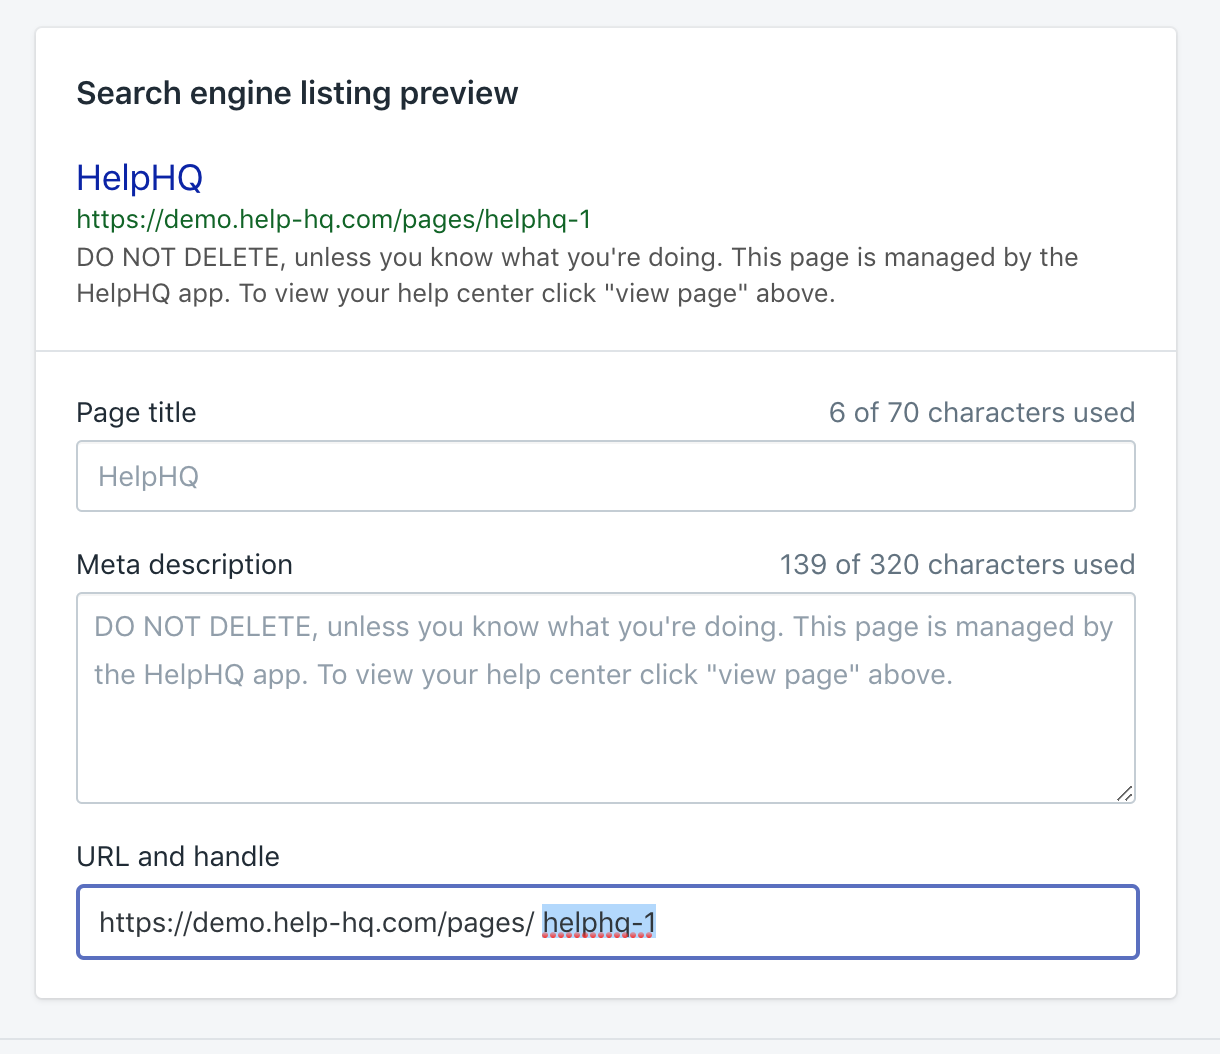 Search engine listing preview
HelpHQ
https://demo.help-hq.com/pages/helphq-1
DO NOT DELETE, unless you know what you're doing. This page is managed by the
HelpHQ app. To view your help center click "view page" above.
Page title
6 of 70 characters used
HelpHQ
Meta description
139 of 320 characters used
DO NOT DELETE, unless you know what you're doing. This page is managed by
the HelpHQ app. To view your help center click "view page" above.
URL and handle
https://demo.help-hq.com/pages/ helphq-1